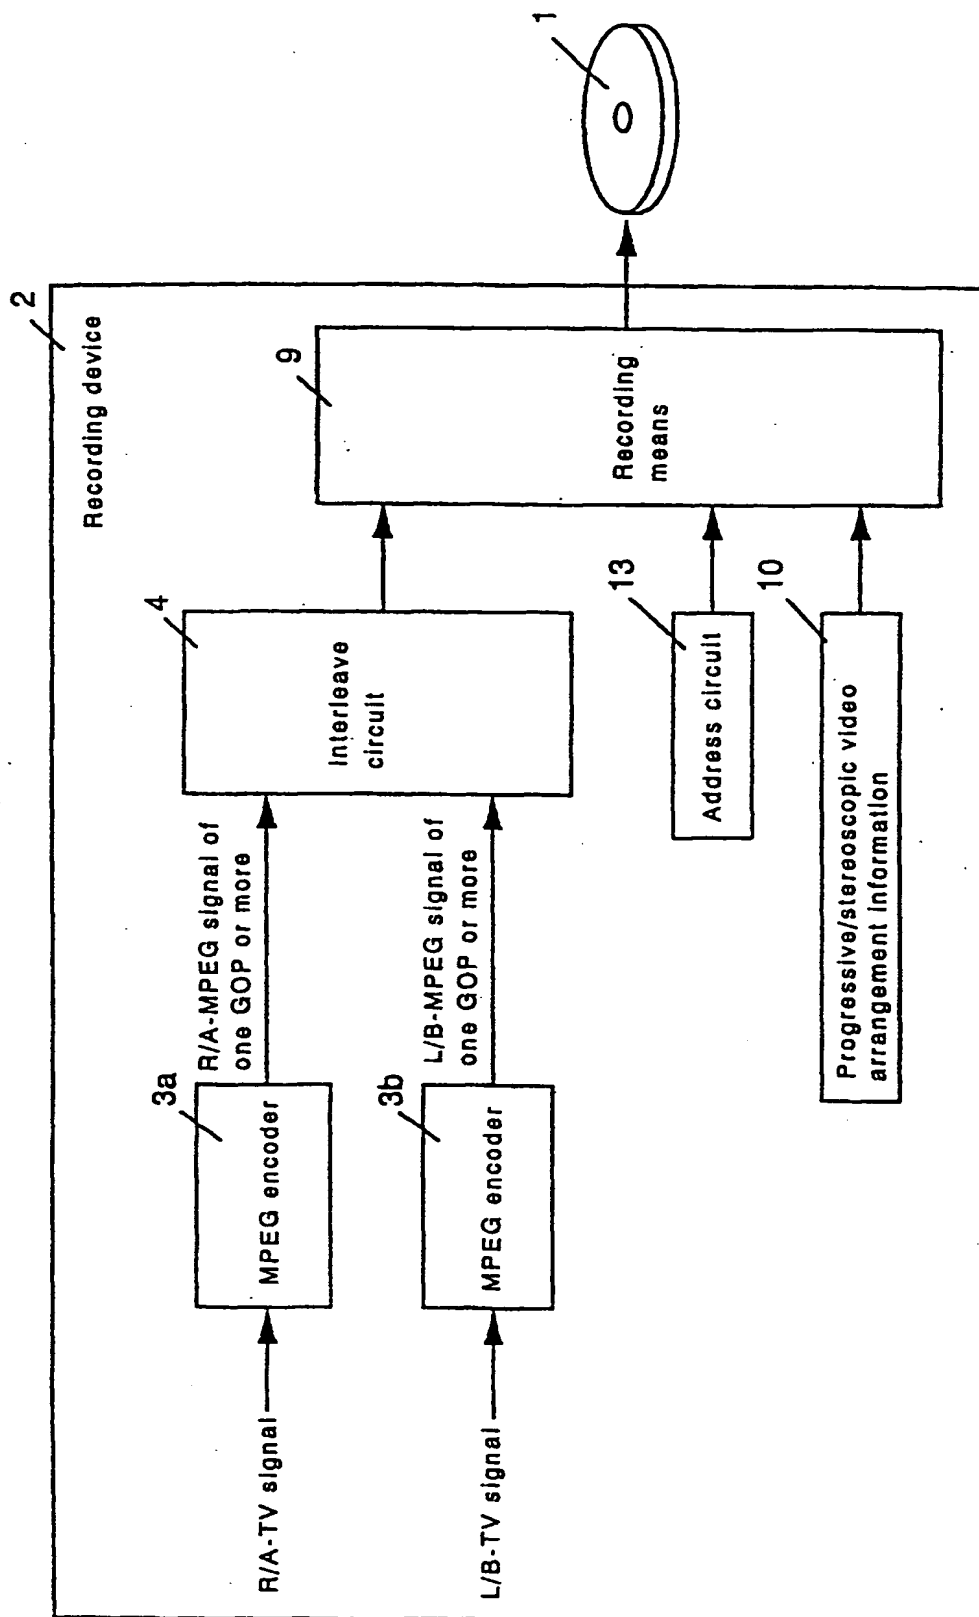 2
Recording device
R/A-TV signal
3a
MPEG encoder
R/A-MPEG signal of
one GOP or more
4
Interleave
circuit
9
Recording
means
1
L/B-TV signal
3b
MPEG encoder
L/B-MPEG signal of
one GOP or more
13
Address circuit
10
Progressive/stereoscopic video
arrangement information